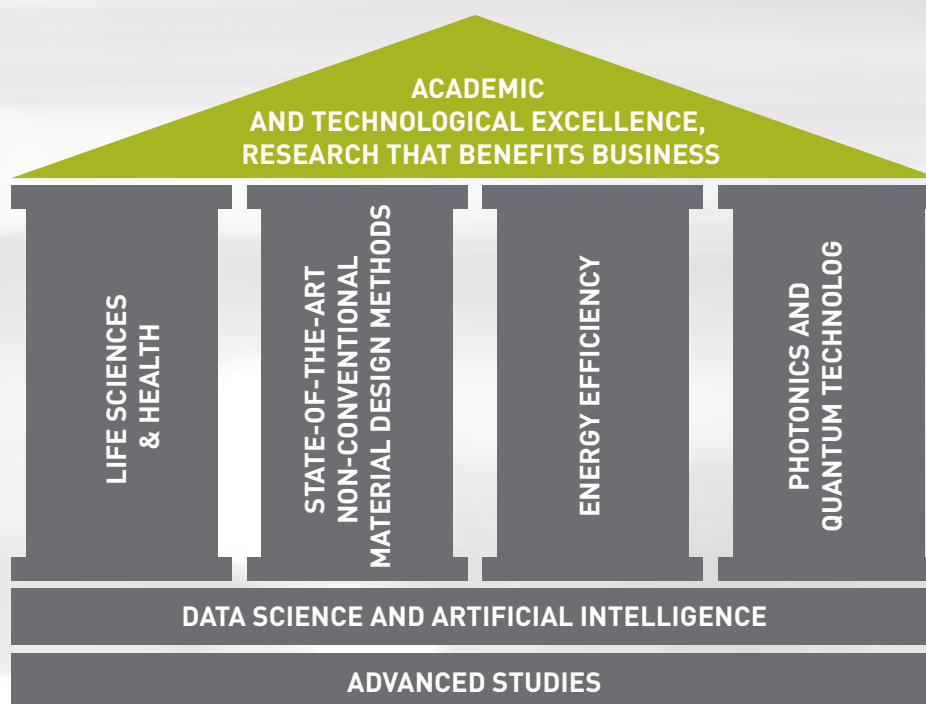 ACADEMIC
AND TECHNOLOGICAL EXCELLENCE,
RESEARCH THAT BENEFITS BUSINESS
LIFE SCIENCES
& HEALTH
STATE-OF-THE-ART
NON-CONVENTIONAL
MATERIAL DESIGN METHODS
ENERGY EFFICIENCY
PHOTONICS AND
QUANTUM TECHNOLOG
DATA SCIENCE AND ARTIFICIAL INTELLIGENCE
ADVANCED STUDIES